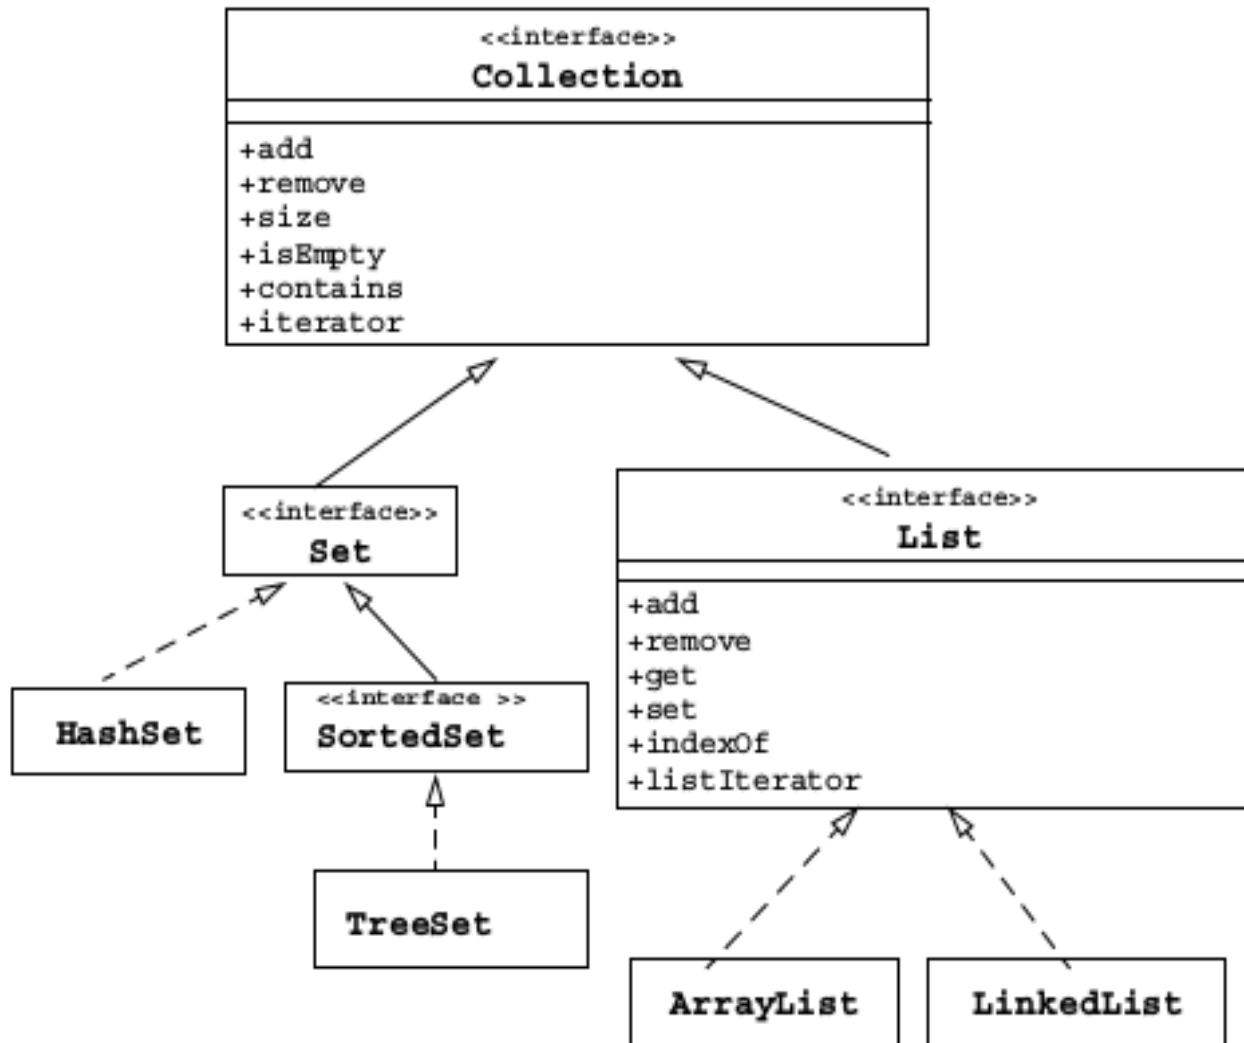 <<interface>>
Collection
+add
+remove
+size
+isEmpty
+contains
+iterator
<<interface>>
Set
<<interface>>
List
+add
+remove
+get
+set
+indexOf
+listIterator
HashSet
<<interface >>
SortedSet
TreeSet
ArrayList
LinkedList